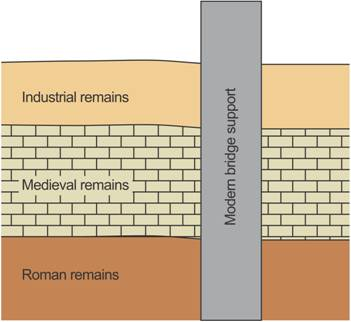 Industrial remains
Medieval remains
Roman remains
Modern bridge support